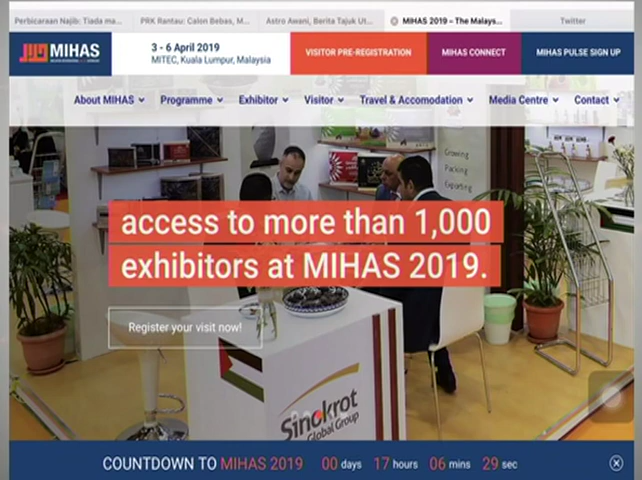 Perbicaraan Najib: Tiada ma...
PRK Rantau: Calon Bebas, M...
Astro Awani, Berita Tajuk Ut...
MIHAS 2019 – The Malays...
Twitter
MIHAS
3 - 6 April 2019
MITEC, Kuala Lumpur, Malaysia
VISITOR PRE-REGISTRATION
MIHAS CONNECT
MIHAS PULSE SIGN UP
About MIHAS
Programme
Exhibitor
Visitor
Travel & Accomodation
Media Centre
Contact
Growing
Packing
Exporting
access to more than 1,000
exhibitors at MIHAS 2019.
Register your visit now!
Sinokrot
Global Group
COUNTDOWN TO MIHAS 2019 00 days 17 hours 06 mins 29 sec